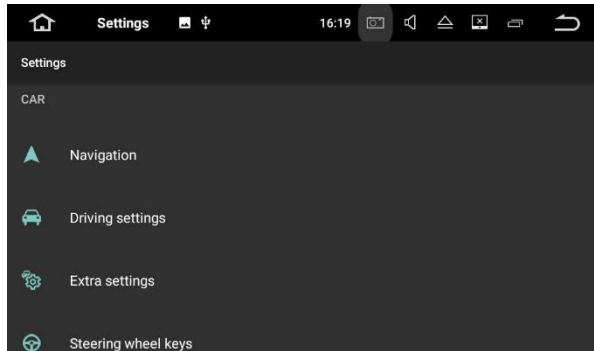 Settings
16:19
Settings
CAR
Navigation
Driving settings
Extra settings
Steering wheel keys